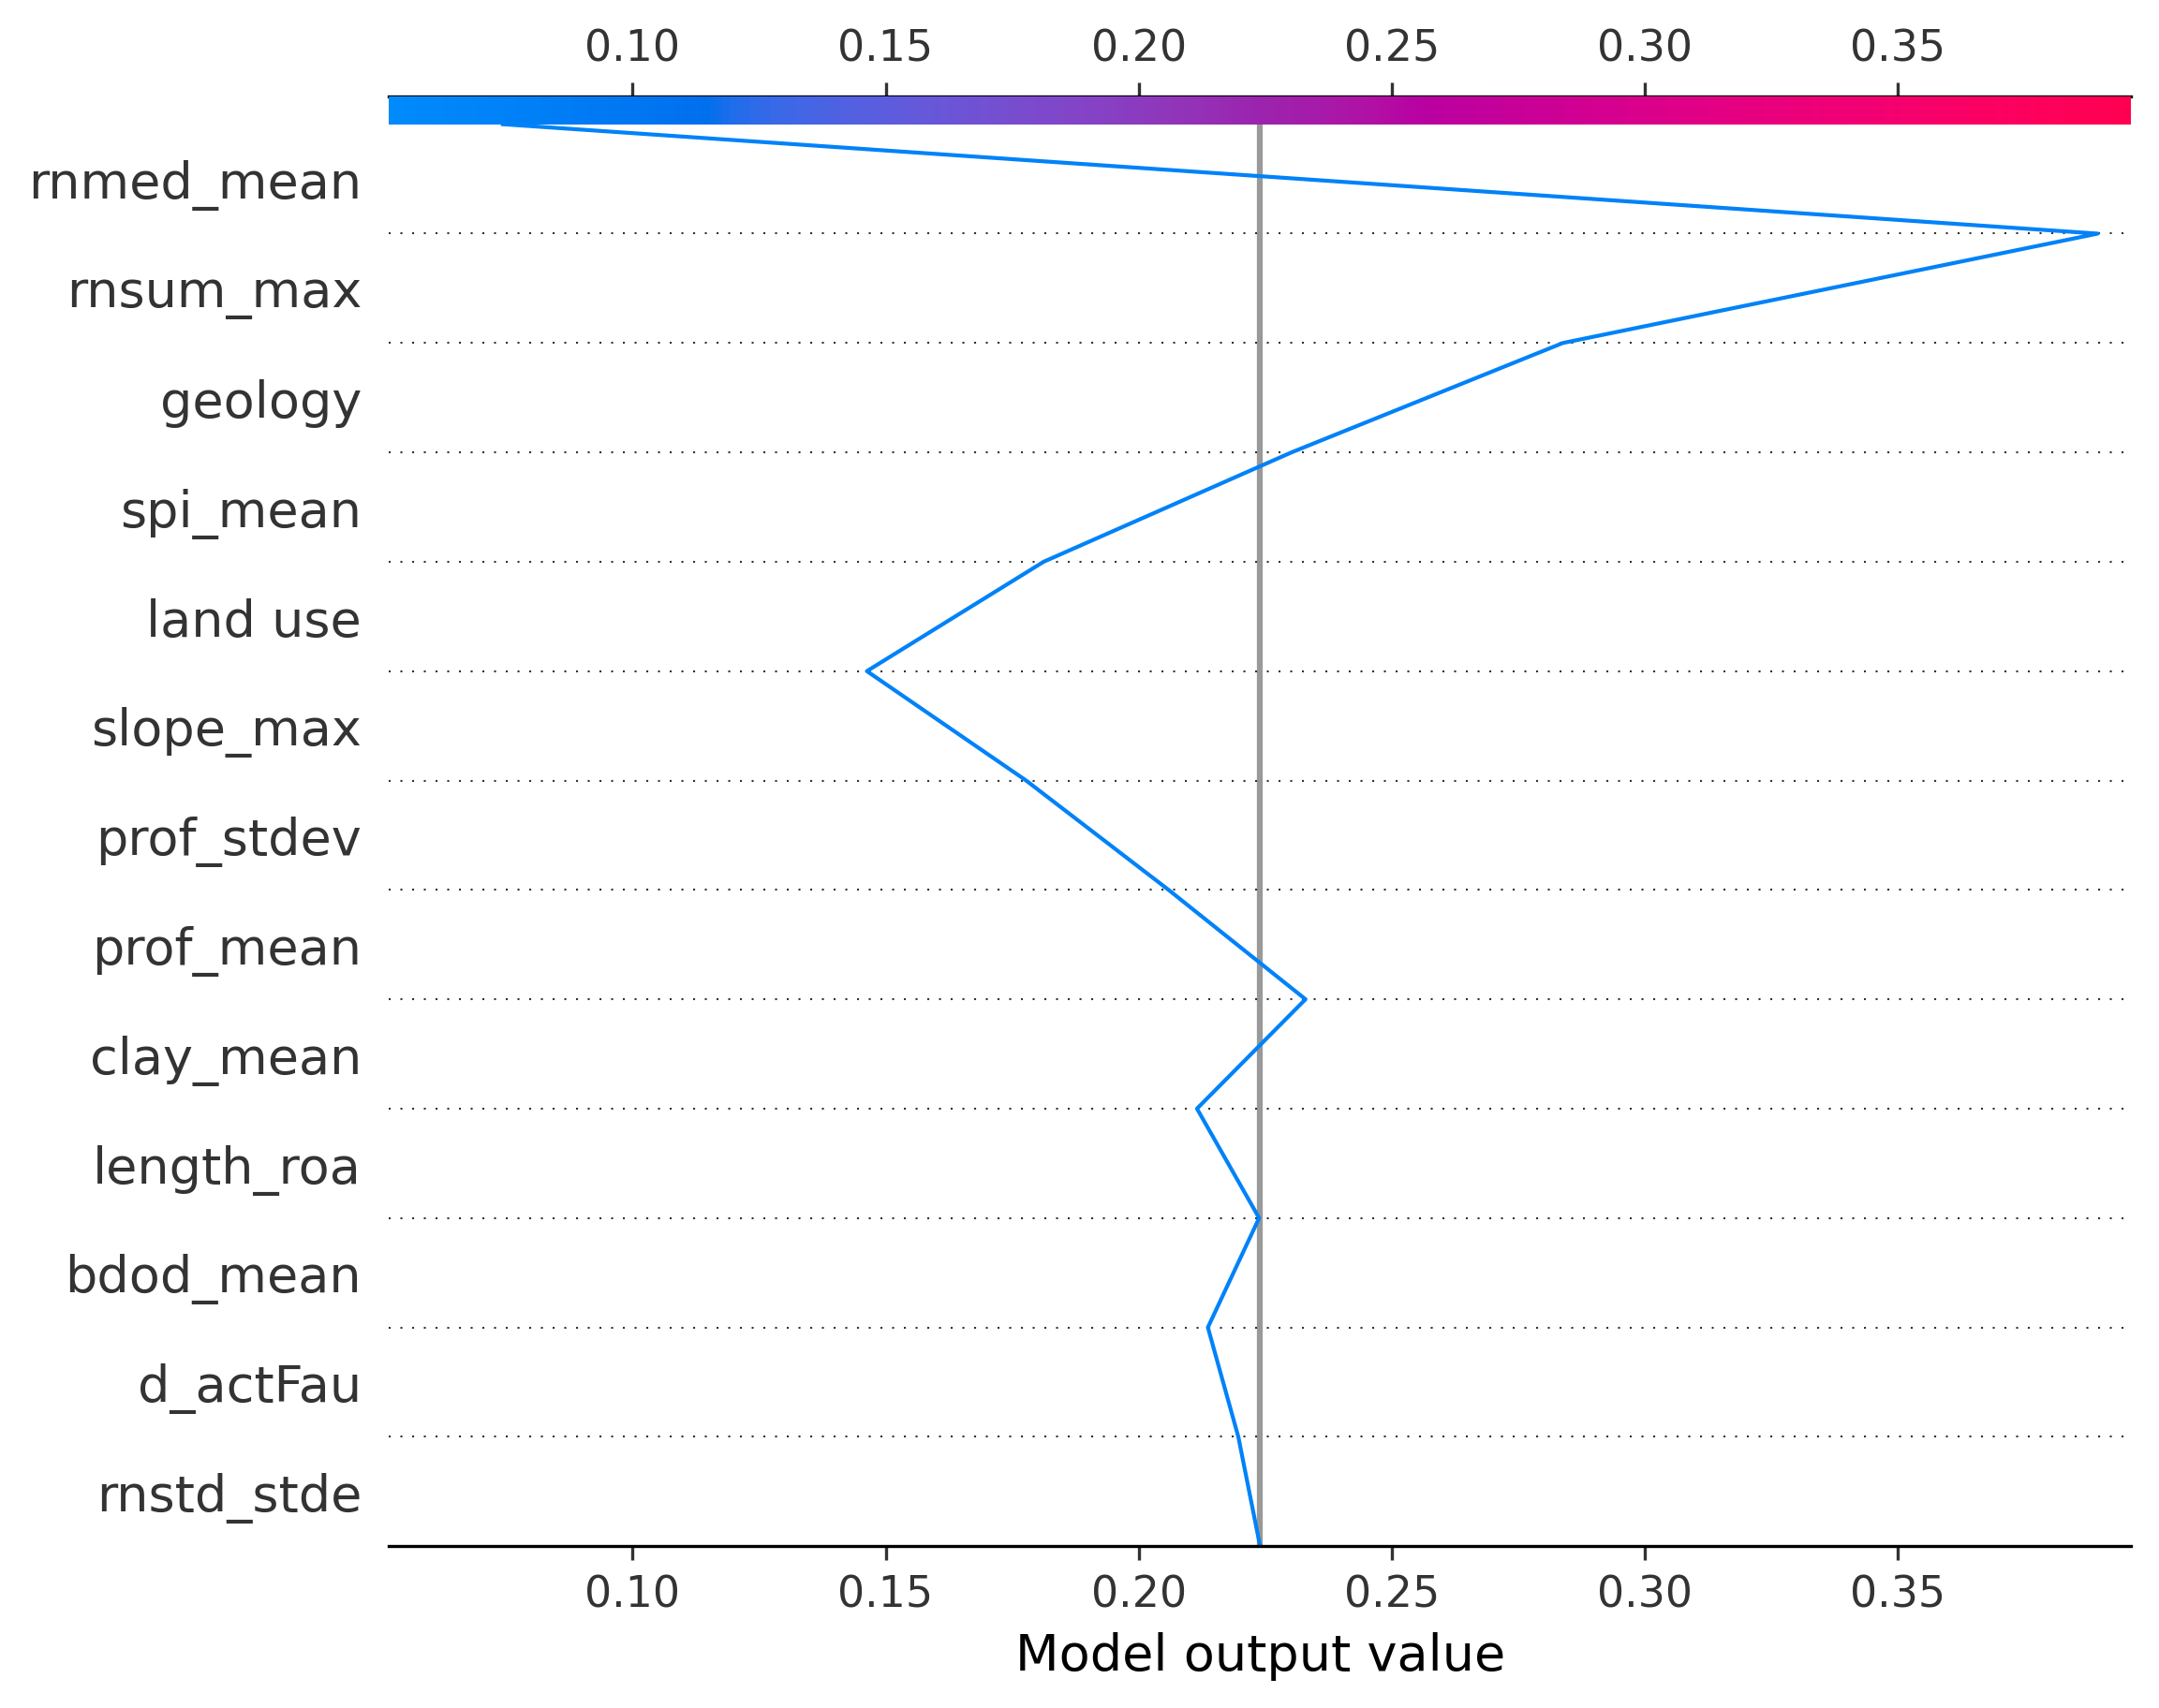 0.10 0.15 0.20 0.25 0.30 0.35
rnmed_mean
rnsum_max
geology
spi_mean
land use
slope_max
prof_stdev
prof_mean
clay_mean
length_roa
bdod_mean
d_actFau
rnstd_stde
0.10 0.15 0.20 0.25 0.30 0.35
Model output value